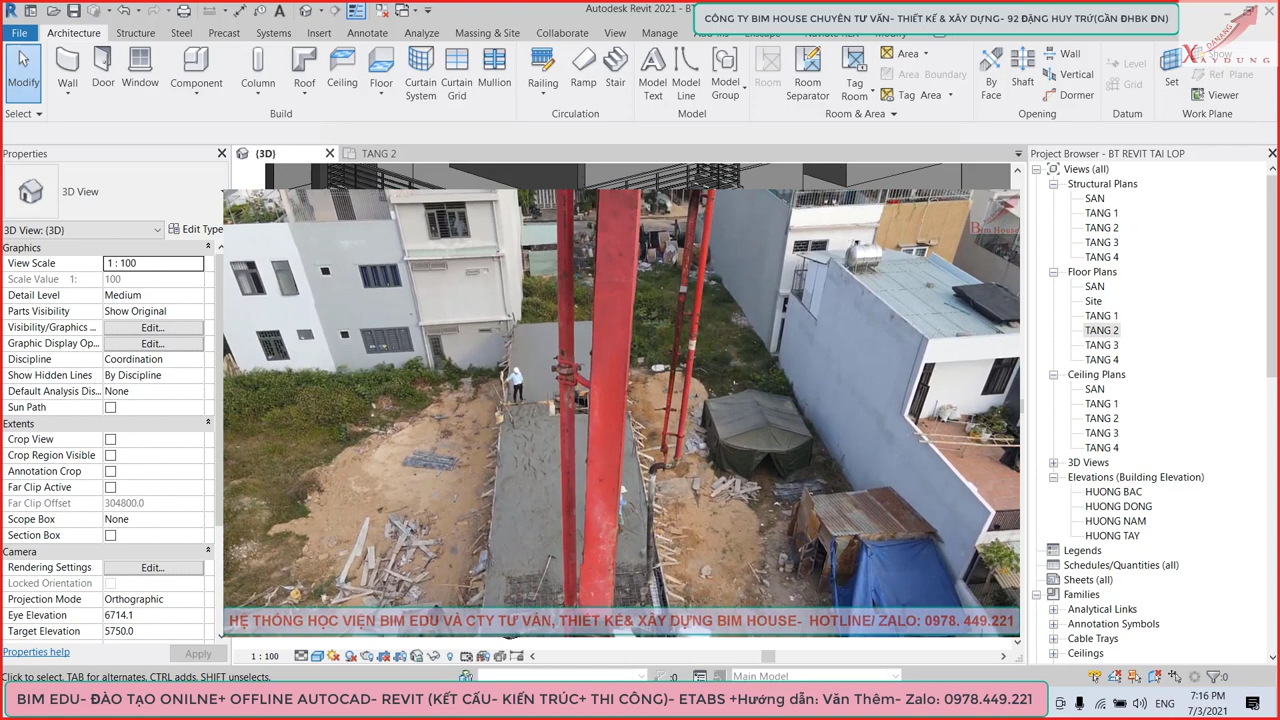 Autodesk Revit 2021 - BT
CÔNG TY BIM HOUSE CHUYÊN TƯ VẤN- THIẾT KẾ & XÂY DỰNG- 92 ĐẶNG HUY TRỨ(GẦN ĐHBK ĐN)
File Architecture Structure Steel Precast Systems Insert Annotate Analyze Massing & Site Collaborate View Manage
XÂY DỰNG
Modify Wall Door Window Component Column Roof Ceiling Floor Curtain System Curtain Grid Mullion Railing Ramp Stair Model Text Model Line Model Group Room Room Separator Tag Room
Area
Area Boundary
Tag Area
By Face Shaft
Wall
Vertical
Dormer
Level
Grid
Set
Show
Ref Plane
Viewer
Select Build Circulation Model Room & Area Opening Datum Work Plane
Properties
{3D} TANG 2
Project Browser - BT REVIT TAI LOP
3D View
3D View: {3D} Edit Type
Graphics
View Scale 1 : 100
Scale Value 1: 100
Detail Level Medium
Parts Visibility Show Original
Visibility/Graphics ... Edit...
Graphic Display Op... Edit...
Discipline Coordination
Show Hidden Lines By Discipline
Default Analysis Dis... None
Sun Path
Extents
Crop View
Crop Region Visible
Annotation Crop
Far Clip Active
Far Clip Offset 304800.0
Scope Box None
Section Box
Camera
Rendering Settings Edit...
Locked Orientation
Projection Mode Orthographic
Eye Elevation 6714.1
Target Elevation 5750.0
Properties help Apply
BIM HOUSE
Views (all)
Structural Plans
SAN
TANG 1
TANG 2
TANG 3
TANG 4
Floor Plans
SAN
Site
TANG 1
TANG 2
TANG 3
TANG 4
Ceiling Plans
SAN
TANG 1
TANG 2
TANG 3
TANG 4
3D Views
Elevations (Building Elevation)
HUONG BAC
HUONG DONG
HUONG NAM
HUONG TAY
Legends
Schedules/Quantities (all)
Sheets (all)
Families
Analytical Links
Annotation Symbols
Cable Trays
Ceilings
HỆ THỐNG HỌC VIỆN BIM EDU VÀ CTY TƯ VẤN, THIẾT KẾ& XÂY DỰNG BIM HOUSE- HOTLINE/ ZALO: 0978. 449.221
1 : 100
Click to select, TAB for alternates, CTRL adds, SHIFT unselects.
:0 Main Model :0
BIM EDU- ĐÀO TẠO ONILNE+ OFFLINE AUTOCAD- REVIT (KẾT CẤU- KIẾN TRÚC+ THI CÔNG)- ETABS +Hướng dẫn: Văn Thêm- Zalo: 0978.449.221
ENG
7:16 PM
7/3/2021